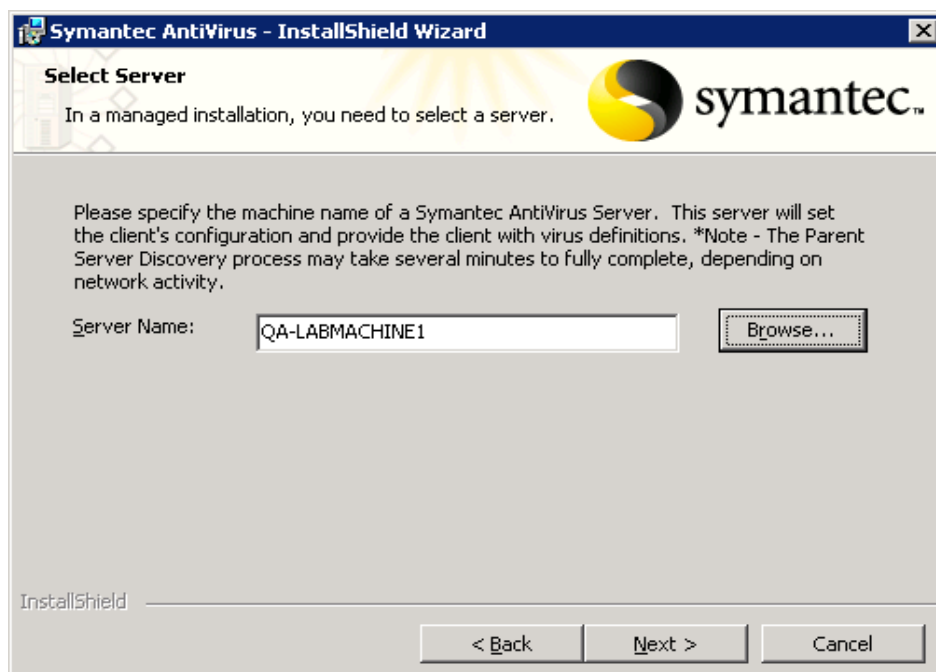 Symantec AntiVirus - InstallShield Wizard
Select Server
In a managed installation, you need to select a server.
symantec™
Please specify the machine name of a Symantec AntiVirus Server. This server will set
the client's configuration and provide the client with virus definitions. *Note - The Parent
Server Discovery process may take several minutes to fully complete, depending on
network activity.
Server Name:
QA-LABMACHINE1
Browse...
InstallShield
< Back
Next >
Cancel